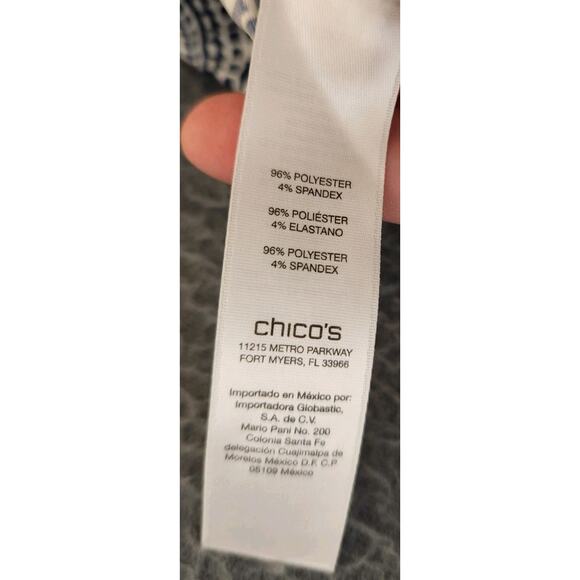 96% POLYESTER
4% SPANDEX
96% POLIÉSTER
4% ELASTANO
96% POLYESTER
4% SPANDEX
chico's
11215 METRO PARKWAY
FORT MYERS, FL 33966
Importado en México por:
Importadora Globastic,
S.A. de C.V.
Mario Pani No. 200
Colonia Santa Fe
delegación Cuajimalpa de
Morelos México D.F. C.P.
05109 México